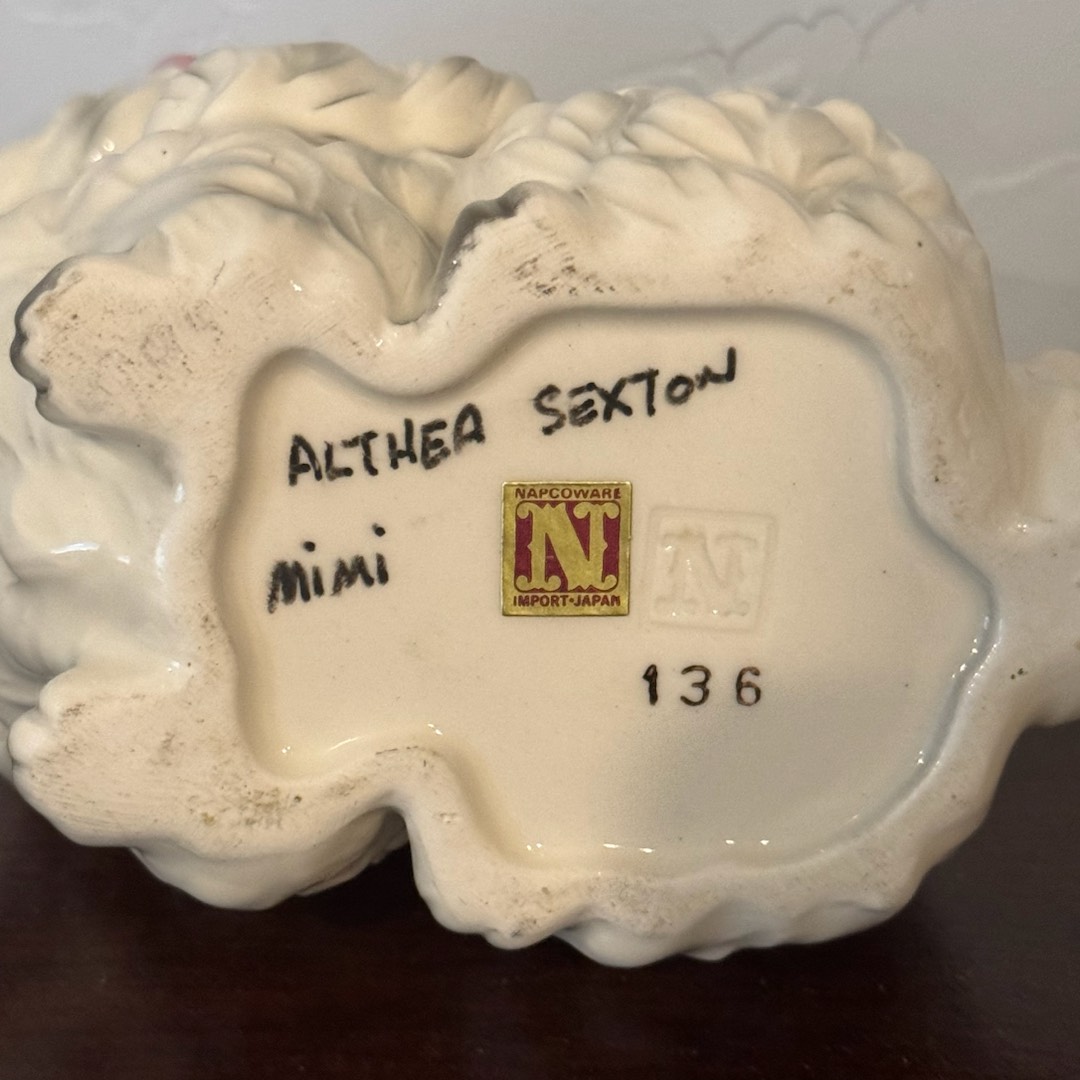 ALTHEA SEXTON
MiMi
NAPCOWARE
N
IMPORT-JAPAN
N
136